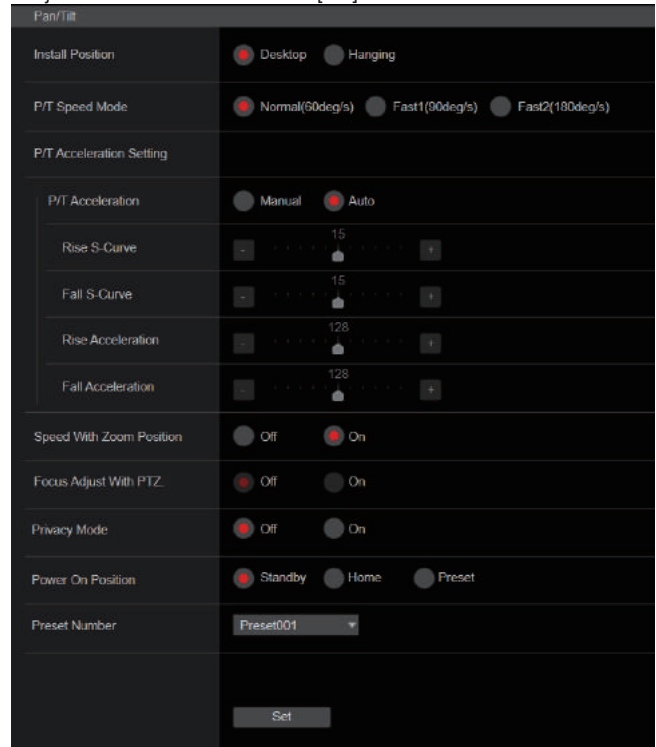 Pan/Tilt
Install Position Desktop Hanging
P/T Speed Mode Normal(60deg/s) Fast1(90deg/s) Fast2(180deg/s)
P/T Acceleration Setting
P/T Acceleration Manual Auto
15
Rise S-Curve - +
15
Fall S-Curve - +
128
Rise Acceleration - +
128
Fall Acceleration - +
Speed With Zoom Position Off On
Focus Adjust With PTZ. Off On
Privacy Mode Off On
Power On Position Standby Home Preset
Preset Number Preset001
Set